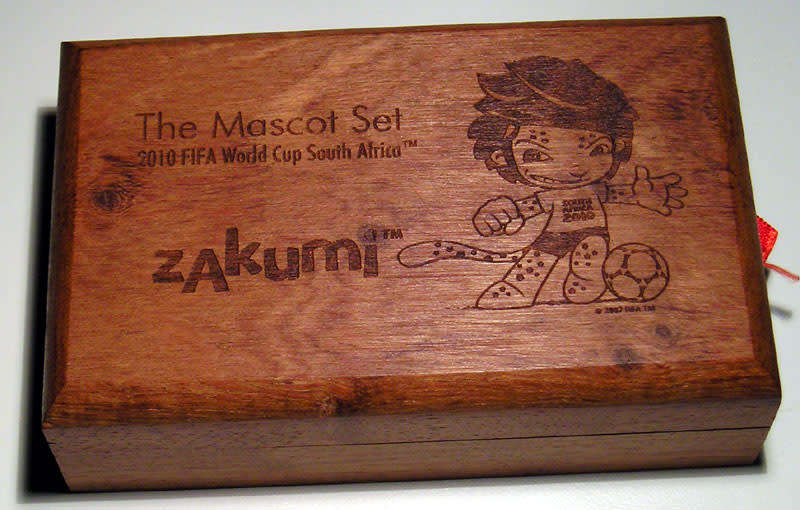 The Mascot Set
2010 FIFA World Cup South Africa™
zAkumi™
SOUTH
AFRICA
2010
© 2007 FIFA TM